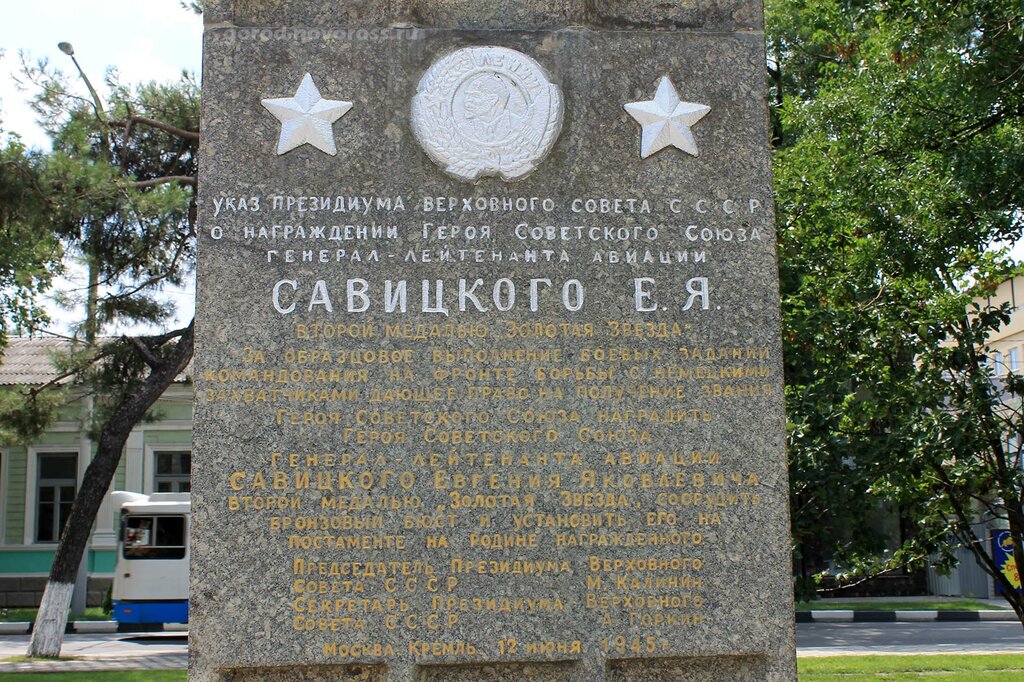 gorod-novoross.ru
УКАЗ ПРЕЗИДИУМА ВЕРХОВНОГО СОВЕТА С С С Р
О НАГРАЖДЕНИИ ГЕРОЯ СОВЕТСКОГО СОЮЗА
ГЕНЕРАЛ-ЛЕЙТЕНАНТА АВИАЦИИ
САВИЦКОГО Е.Я.
ВТОРОЙ МЕДАЛЬЮ „ЗОЛОТАЯ ЗВЕЗДА"
ЗА ОБРАЗЦОВОЕ ВЫПОЛНЕНИЕ БОЕВЫХ ЗАДАНИЙ
КОМАНДОВАНИЯ НА ФРОНТЕ БОРЬБЫ С НЕМЕЦКИМИ
ЗАХВАТЧИКАМИ ДАЮЩЕЕ ПРАВО НА ПОЛУЧЕНИЕ ЗВАНИЯ
ГЕРОЯ СОВЕТСКОГО СОЮЗА НАГРАДИТЬ
ГЕРОЯ СОВЕТСКОГО СОЮЗА
ГЕНЕРАЛ-ЛЕЙТЕНАНТА АВИАЦИИ
САВИЦКОГО ЕВГЕНИЯ ЯКОВЛЕВИЧА
ВТОРОЙ МЕДАЛЬЮ „ЗОЛОТАЯ ЗВЕЗДА", СООРУДИТЬ
БРОНЗОВЫЙ БЮСТ И УСТАНОВИТЬ ЕГО НА
ПОСТАМЕНТЕ НА РОДИНЕ НАГРАЖДЕННОГО
ПРЕДСЕДАТЕЛЬ ПРЕЗИДИУМА ВЕРХОВНОГО
СОВЕТА С С С Р М. КАЛИНИН
СЕКРЕТАРЬ ПРЕЗИДИУМА ВЕРХОВНОГО
СОВЕТА С С С Р А. ГОРКИН
МОСКВА, КРЕМЛЬ, 12 ИЮНЯ 1945 г.